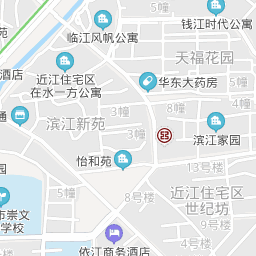 5幢
钱江时代公寓
临江风帆公寓
天福花园
酒店
近江住宅区
在水一方公寓
华东大药房
3幢
8幢
通
滨江新苑
3幢
滨江家园
怡和苑
13号楼
5幢
8号楼
近江住宅区
世纪坊
市崇文
学校
8号楼
依江商务酒店